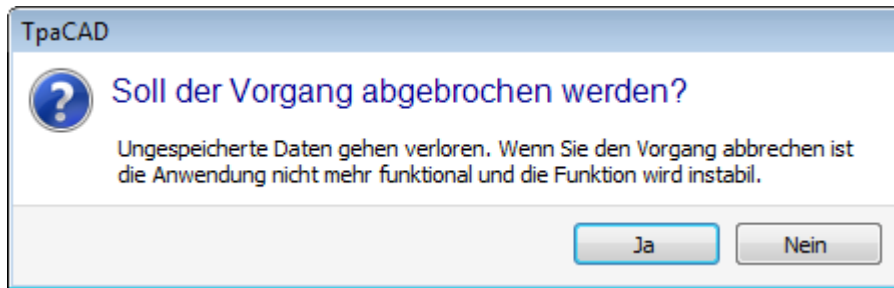 TpaCAD
Soll der Vorgang abgebrochen werden?
Ungespeicherte Daten gehen verloren. Wenn Sie den Vorgang abbrechen ist
die Anwendung nicht mehr funktional und die Funktion wird instabil.
Ja
Nein